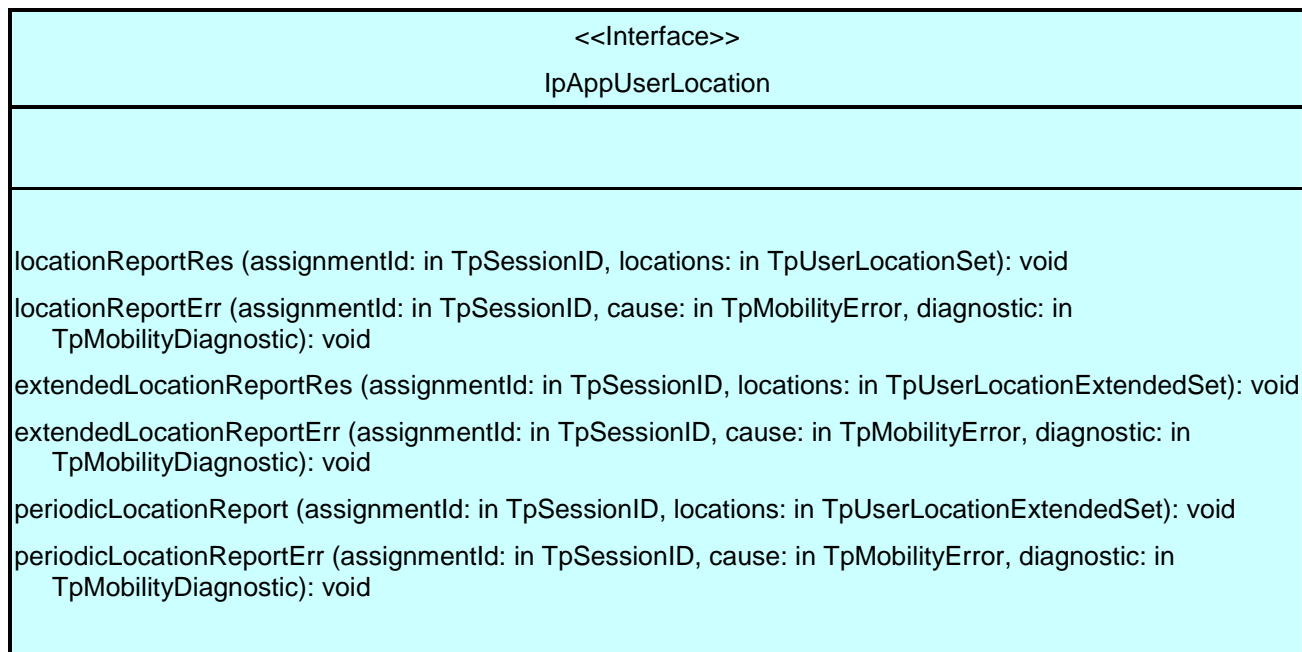 <<Interface>>
IpAppUserLocation
locationReportRes (assignmentId: in TpSessionID, locations: in TpUserLocationSet): void
locationReportErr (assignmentId: in TpSessionID, cause: in TpMobilityError, diagnostic: in
TpMobilityDiagnostic): void
extendedLocationReportRes (assignmentId: in TpSessionID, locations: in TpUserLocationExtendedSet): void
extendedLocationReportErr (assignmentId: in TpSessionID, cause: in TpMobilityError, diagnostic: in
TpMobilityDiagnostic): void
periodicLocationReport (assignmentId: in TpSessionID, locations: in TpUserLocationExtendedSet): void
periodicLocationReportErr (assignmentId: in TpSessionID, cause: in TpMobilityError, diagnostic: in
TpMobilityDiagnostic): void